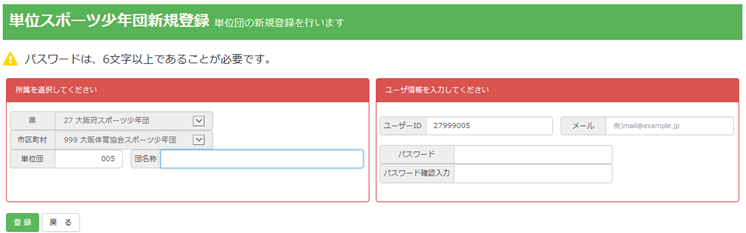 単位スポーツ少年団新規登録 単位団の新規登録を行います
パスワードは、6文字以上であることが必要です。
所属を選択してください
県 27 大阪府スポーツ少年団
市区町村 999 大阪体育協会スポーツ少年団
単位団 005 団名称
ユーザ情報を入力してください
ユーザーID 27999005 メール 例)mail@example.jp
パスワード
パスワード確認入力
登録 戻る